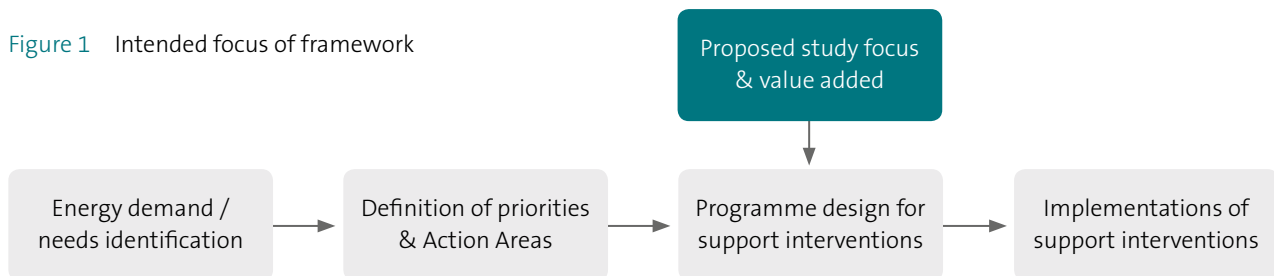 Figure 1 Intended focus of framework
Proposed study focus
& value added
Energy demand /
needs identification
Definition of priorities
& Action Areas
Programme design for
support interventions
Implementations of
support interventions